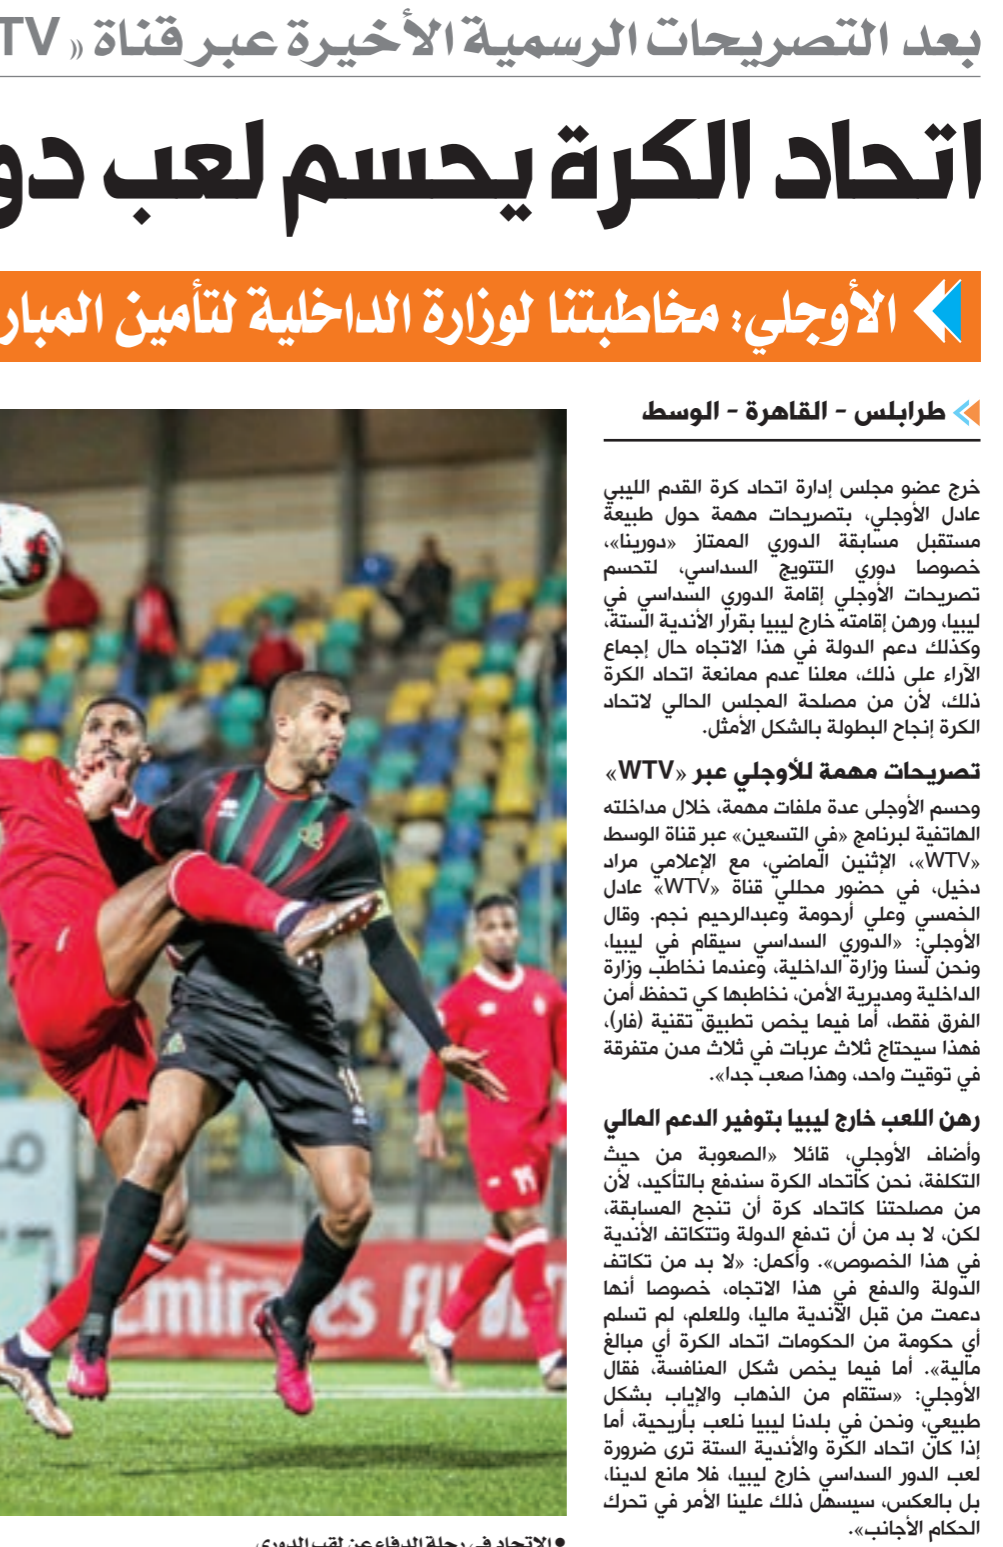 بعد التصريحات الرسمية الأخيرة عبر قناة « TV
اتحاد الكرة يحسم لعب دو
الأوجلي: مخاطبتنا لوزارة الداخلية لتأمين المبار
طرابلس - القاهرة - الوسط
خرج عضو مجلس إدارة اتحاد كرة القدم الليبي
عادل الأوجلي، بتصريحات مهمة حول طبيعة
مستقبل مسابقة الدوري الممتاز «دورينا»،
خصوصا دوري التتويج السداسي، لتحسم
تصريحات الأوجلي إقامة الدوري السداسي في
ليبيا، ورهن إقامته خارج ليبيا بقرار الأندية الستة،
وكذلك دعم الدولة في هذا الاتجاه حال إجماع
الآراء على ذلك، معلنا عدم ممانعة اتحاد الكرة
ذلك، لأن من مصلحة المجلس الحالي لاتحاد
الكرة إنجاح البطولة بالشكل الأمثل.
تصريحات مهمة للأوجلي عبر «WTV»
وحسم الأوجلى عدة ملفات مهمة، خلال مداخلته
الهاتفية لبرنامج «في التسعين» عبر قناة الوسط
«WTV»، الإثنين الماضي، مع الإعلامي مراد
دخيل، في حضور محللي قناة «WTV» عادل
الخمسي وعلي أرحومة وعبدالرحيم نجم. وقال
الأوجلي: «الدوري السداسي سيقام في ليبيا،
ونحن لسنا وزارة الداخلية، وعندما نخاطب وزارة
الداخلية ومديرية الأمن، نخاطبها كي تحفظ أمن
الفرق فقط، أما فيما يخص تطبيق تقنية (فار)،
فهذا سيحتاج ثلاث عربات في ثلاث مدن متفرقة
في توقيت واحد، وهذا صعب جدا».
رهن اللعب خارج ليبيا بتوفير الدعم المالي
وأضاف الأوجلي، قائلا «الصعوبة من حيث
التكلفة، نحن كاتحاد الكرة سندفع بالتأكيد، لأن
من مصلحتنا كاتحاد كرة أن تنجح المسابقة،
لكن، لا بد من أن تدفع الدولة وتتكاتف الأندية
في هذا الخصوص». وأكمل: «لا بد من تكاتف
الدولة والدفع في هذا الاتجاه، خصوصا أنها
دعمت من قبل الأندية ماليا، وللعلم، لم تسلم
أي حكومة من الحكومات اتحاد الكرة أي مبالغ
مالية». أما فيما يخص شكل المنافسة، فقال
الأوجلي: «ستقام من الذهاب والإياب بشكل
طبيعي، ونحن في بلدنا ليبيا نلعب بأريحية، أما
إذا كان اتحاد الكرة والأندية الستة ترى ضرورة
لعب الدور السداسي خارج ليبيا، فلا مانع لدينا،
بل بالعكس، سيسهل ذلك علينا الأمر في تحرك
الحكام الأجانب».
● الاتحاد في رحلة الدفاع عن لقب الدوري
mirates